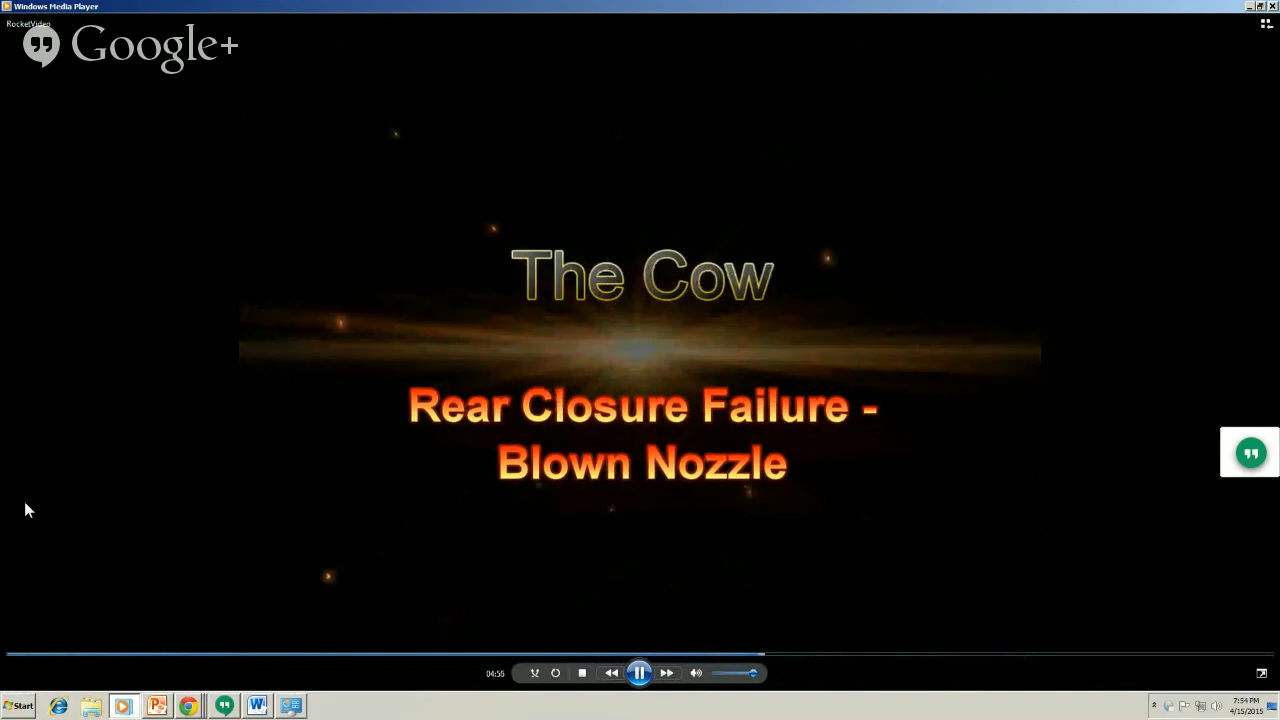 Windows Media Player
RocketVideo
Google+
The Cow
Rear Closure Failure -
Blown Nozzle
04:55
Start
7:54 PM
4/15/2015